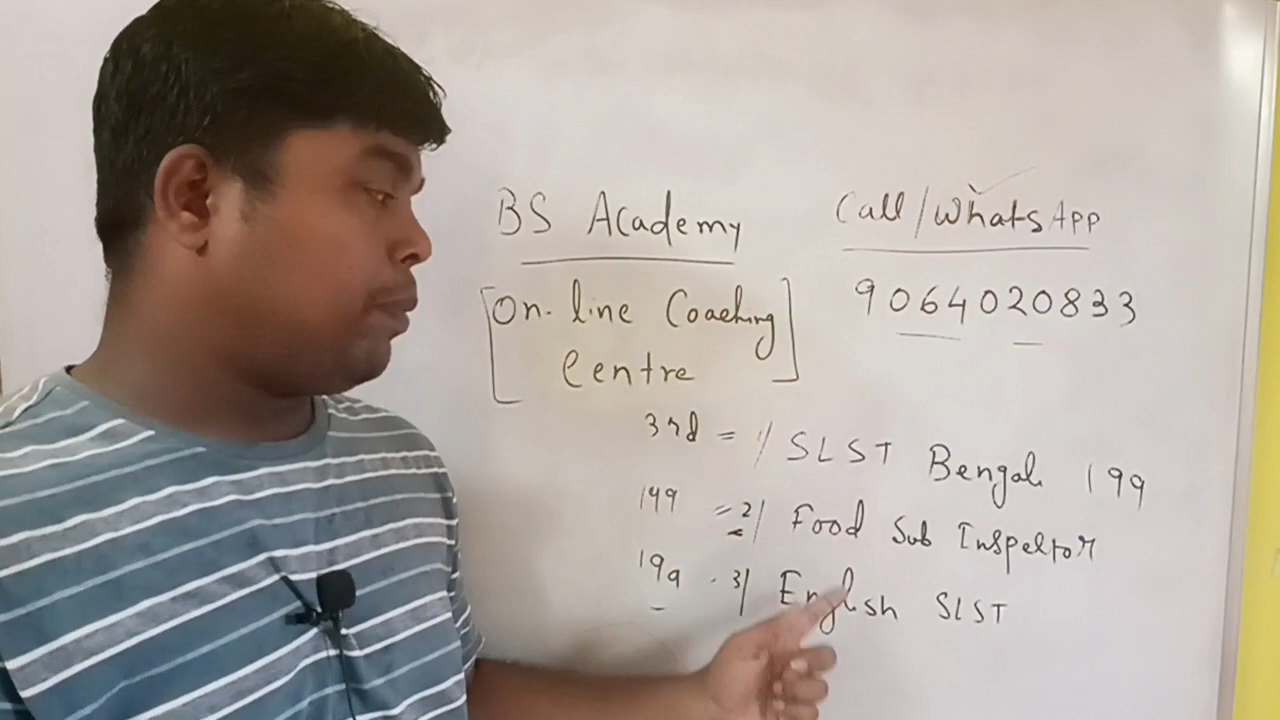 BS Academy
[On-line Coaching
Centre]
Call/WhatsApp
9064020833
3rd = 1/ SLST Bengali 199
149 = 2/ Food Sub Inspector
199 . 3/ English SLST